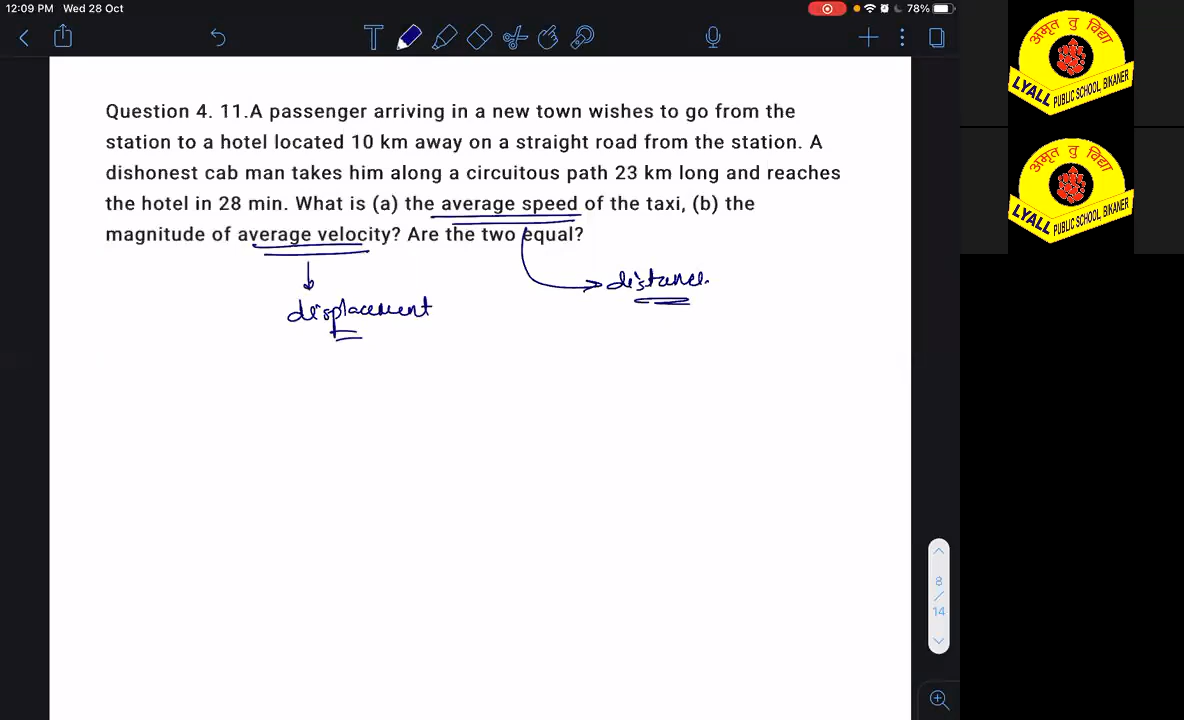 12:09 PM Wed 28 Oct
78%
Question 4. 11.A passenger arriving in a new town wishes to go from the
station to a hotel located 10 km away on a straight road from the station. A
dishonest cab man takes him along a circuitous path 23 km long and reaches
the hotel in 28 min. What is (a) the average speed of the taxi, (b) the
magnitude of average velocity? Are the two equal?
distance
displacement
8
/
14
अमृत तु विद्या
LYALL PUBLIC SCHOOL, BIKANER
अमृत तु विद्या
LYALL PUBLIC SCHOOL, BIKANER